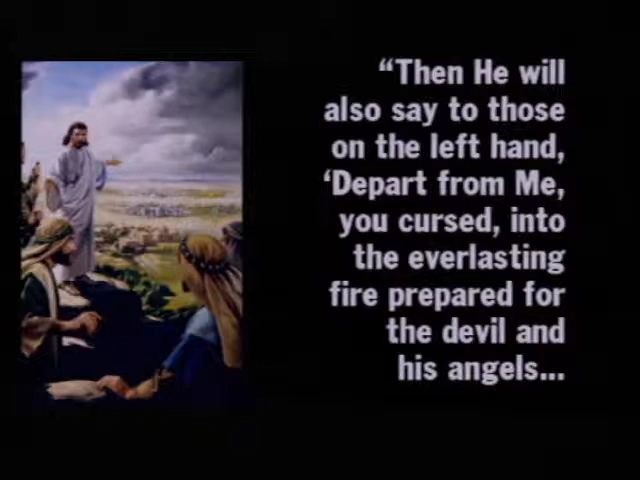 “Then He will
also say to those
on the left hand,
‘Depart from Me,
you cursed, into
the everlasting
fire prepared for
the devil and
his angels...